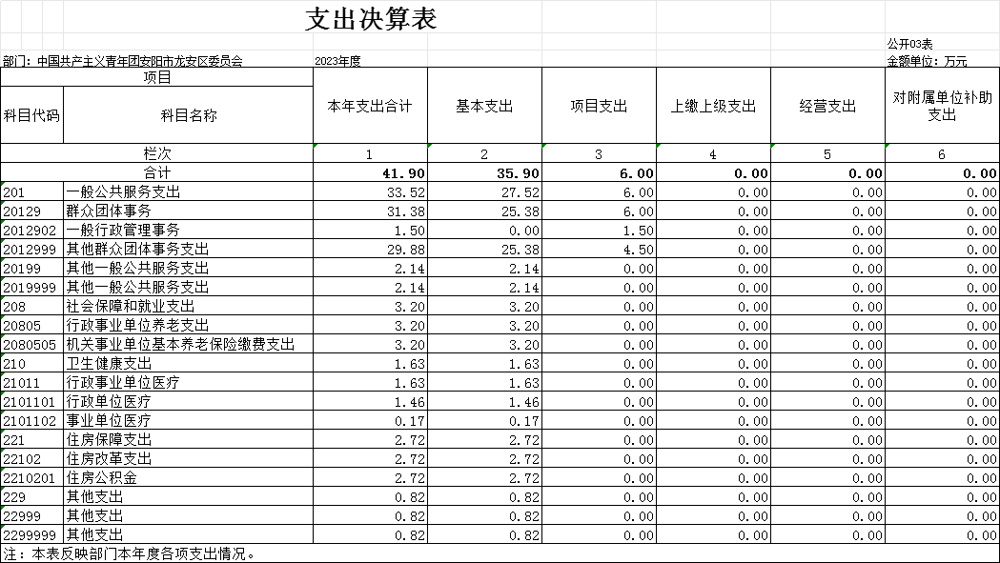 支出决算表
公开03表
部门：中国共产主义青年团安阳市龙安区委员会 2023年度 金额单位：万元
项目 本年支出合计 基本支出 项目支出 上缴上级支出 经营支出 对附属单位补助支出
科目代码 科目名称
栏次 1 2 3 4 5 6
合计 41.90 35.90 6.00 0.00 0.00 0.00
201 一般公共服务支出 33.52 27.52 6.00 0.00 0.00 0.00
20129 群众团体事务 31.38 25.38 6.00 0.00 0.00 0.00
2012902 一般行政管理事务 1.50 0.00 1.50 0.00 0.00 0.00
2012999 其他群众团体事务支出 29.88 25.38 4.50 0.00 0.00 0.00
20199 其他一般公共服务支出 2.14 2.14 0.00 0.00 0.00 0.00
2019999 其他一般公共服务支出 2.14 2.14 0.00 0.00 0.00 0.00
208 社会保障和就业支出 3.20 3.20 0.00 0.00 0.00 0.00
20805 行政事业单位养老支出 3.20 3.20 0.00 0.00 0.00 0.00
2080505 机关事业单位基本养老保险缴费支出 3.20 3.20 0.00 0.00 0.00 0.00
210 卫生健康支出 1.63 1.63 0.00 0.00 0.00 0.00
21011 行政事业单位医疗 1.63 1.63 0.00 0.00 0.00 0.00
2101101 行政单位医疗 1.46 1.46 0.00 0.00 0.00 0.00
2101102 事业单位医疗 0.17 0.17 0.00 0.00 0.00 0.00
221 住房保障支出 2.72 2.72 0.00 0.00 0.00 0.00
22102 住房改革支出 2.72 2.72 0.00 0.00 0.00 0.00
2210201 住房公积金 2.72 2.72 0.00 0.00 0.00 0.00
229 其他支出 0.82 0.82 0.00 0.00 0.00 0.00
22999 其他支出 0.82 0.82 0.00 0.00 0.00 0.00
2299999 其他支出 0.82 0.82 0.00 0.00 0.00 0.00
注：本表反映部门本年度各项支出情况。